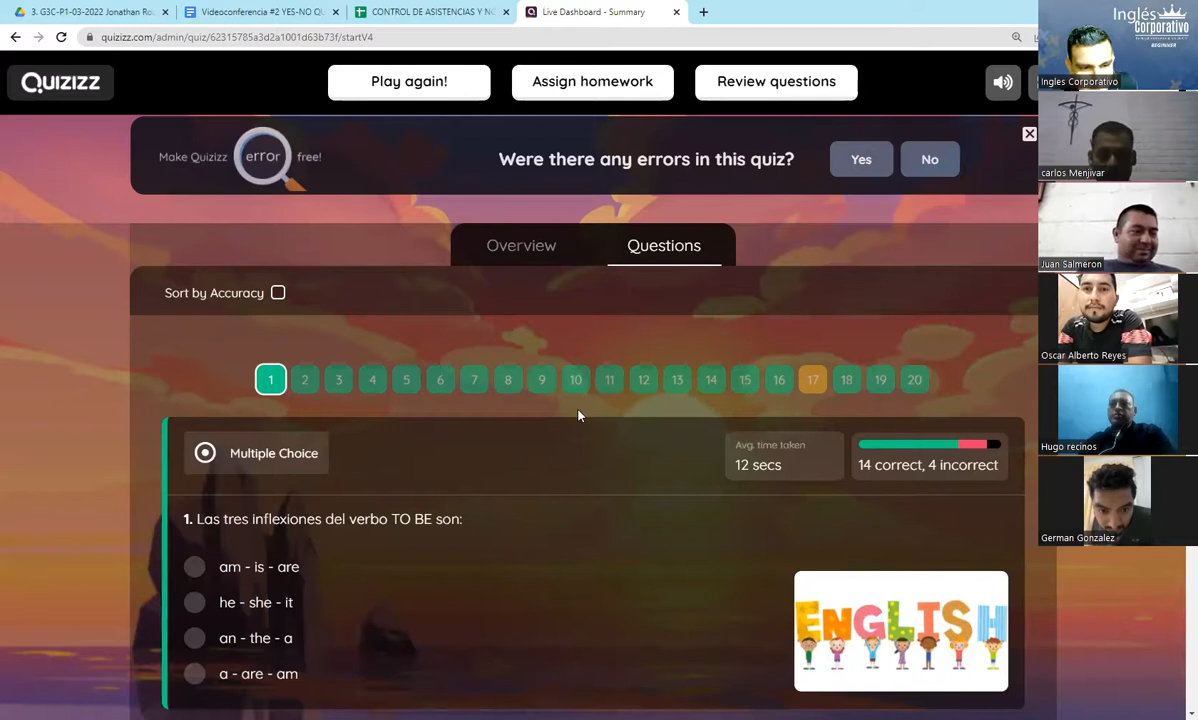 3. G3C-P1-03-2022 Jonathan Ro
Videoconferencia #2 YES-NO Q
CONTROL DE ASISTENCIAS Y N
Live Dashboard - Summary
quizizz.com/admin/quiz/62315785a3d2a1001d63b73f/startV4
Quizizz
Play again!
Assign homework
Review questions
Make Quizizz error free!
Were there any errors in this quiz?
Yes
No
Overview
Questions
Sort by Accuracy
1 2 3 4 5 6 7 8 9 10 11 12 13 14 15 16 17 18 19 20
Multiple Choice
Avg. time taken
12 secs
14 correct, 4 incorrect
1. Las tres inflexiones del verbo TO BE son:
am - is - are
he - she - it
an - the - a
a - are - am
ENGLISH
Inglés
Corporativo
BEGINNER
Ingles Corporativo
carlos Menjivar
Juan Salmeron
Oscar Alberto Reyes
Hugo recinos
German Gonzalez